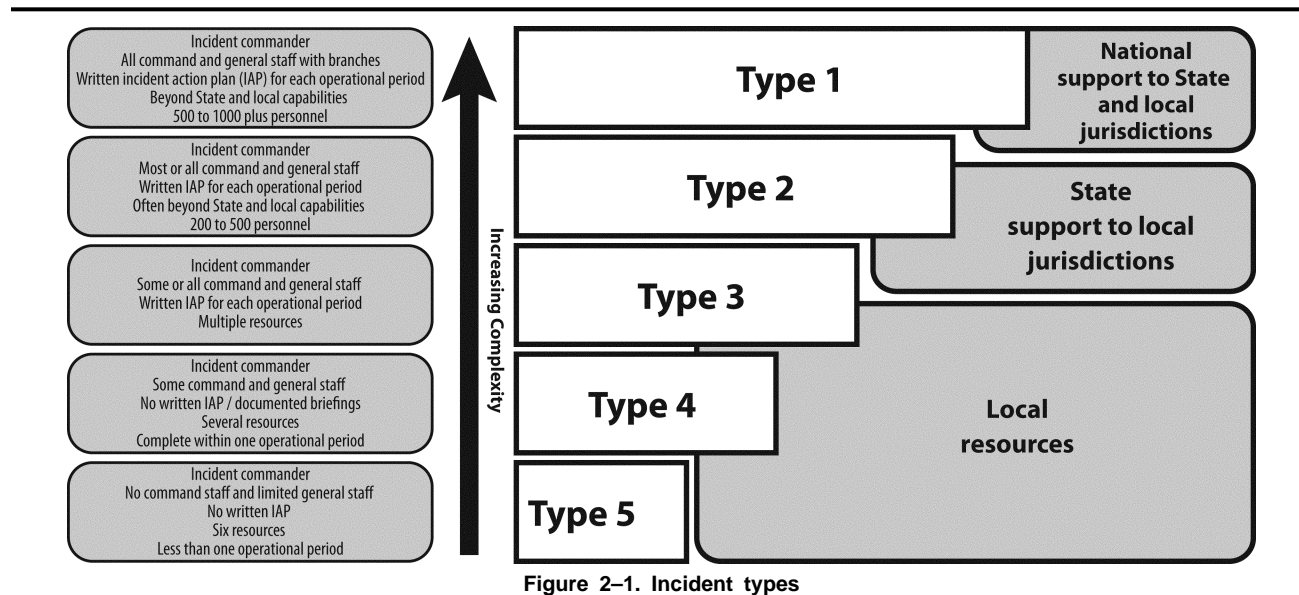 Incident commander
All command and general staff with branches
Written incident action plan (IAP) for each operational period
Beyond State and local capabilities
500 to 1000 plus personnel
Incident commander
Most or all command and general staff
Written IAP for each operational period
Often beyond State and local capabilities
200 to 500 personnel
Incident commander
Some or all command and general staff
Written IAP for each operational period
Multiple resources
Incident commander
Some command and general staff
No written IAP / documented briefings
Several resources
Complete within one operational period
Incident commander
No command staff and limited general staff
No written IAP
Six resources
Less than one operational period
Increasing Complexity
Type 1
National
support to State
and local
jurisdictions
Type 2
State
support to local
jurisdictions
Type 3
Type 4
Local
resources
Type 5
Figure 2–1. Incident types